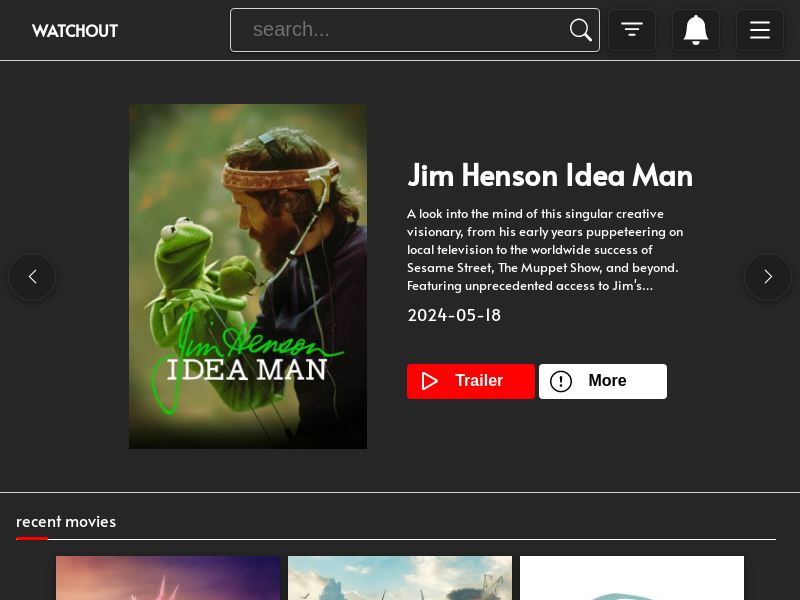 WATCHOUT
search...
Jim Henson
IDEA MAN
Jim Henson Idea Man
A look into the mind of this singular creative
visionary, from his early years puppeteering on
local television to the worldwide success of
Sesame Street, The Muppet Show, and beyond.
Featuring unprecedented access to Jim's...
2024-05-18
Trailer
More
recent movies